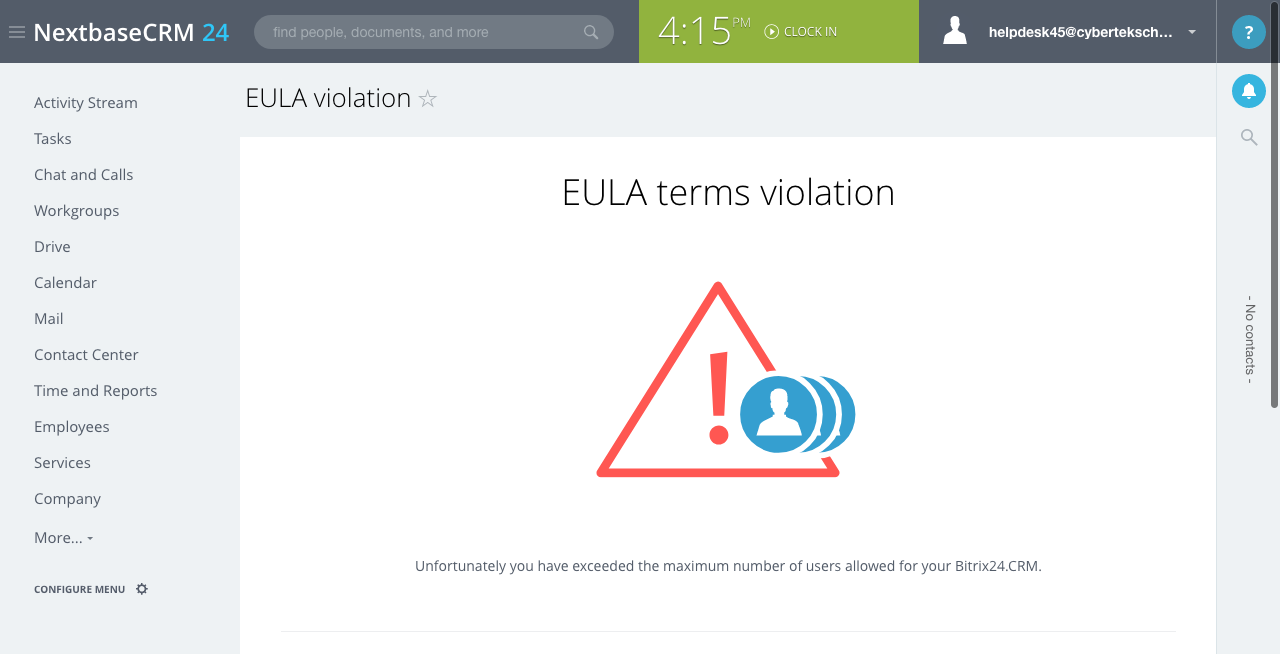 NextbaseCRM 24
find people, documents, and more
4:15 PM
CLOCK IN
helpdesk45@cyberteksch...
?
EULA violation
Activity Stream
Tasks
Chat and Calls
Workgroups
Drive
Calendar
Mail
Contact Center
Time and Reports
Employees
Services
Company
More...
CONFIGURE MENU
EULA terms violation
!
Unfortunately you have exceeded the maximum number of users allowed for your Bitrix24.CRM.
- No contacts -